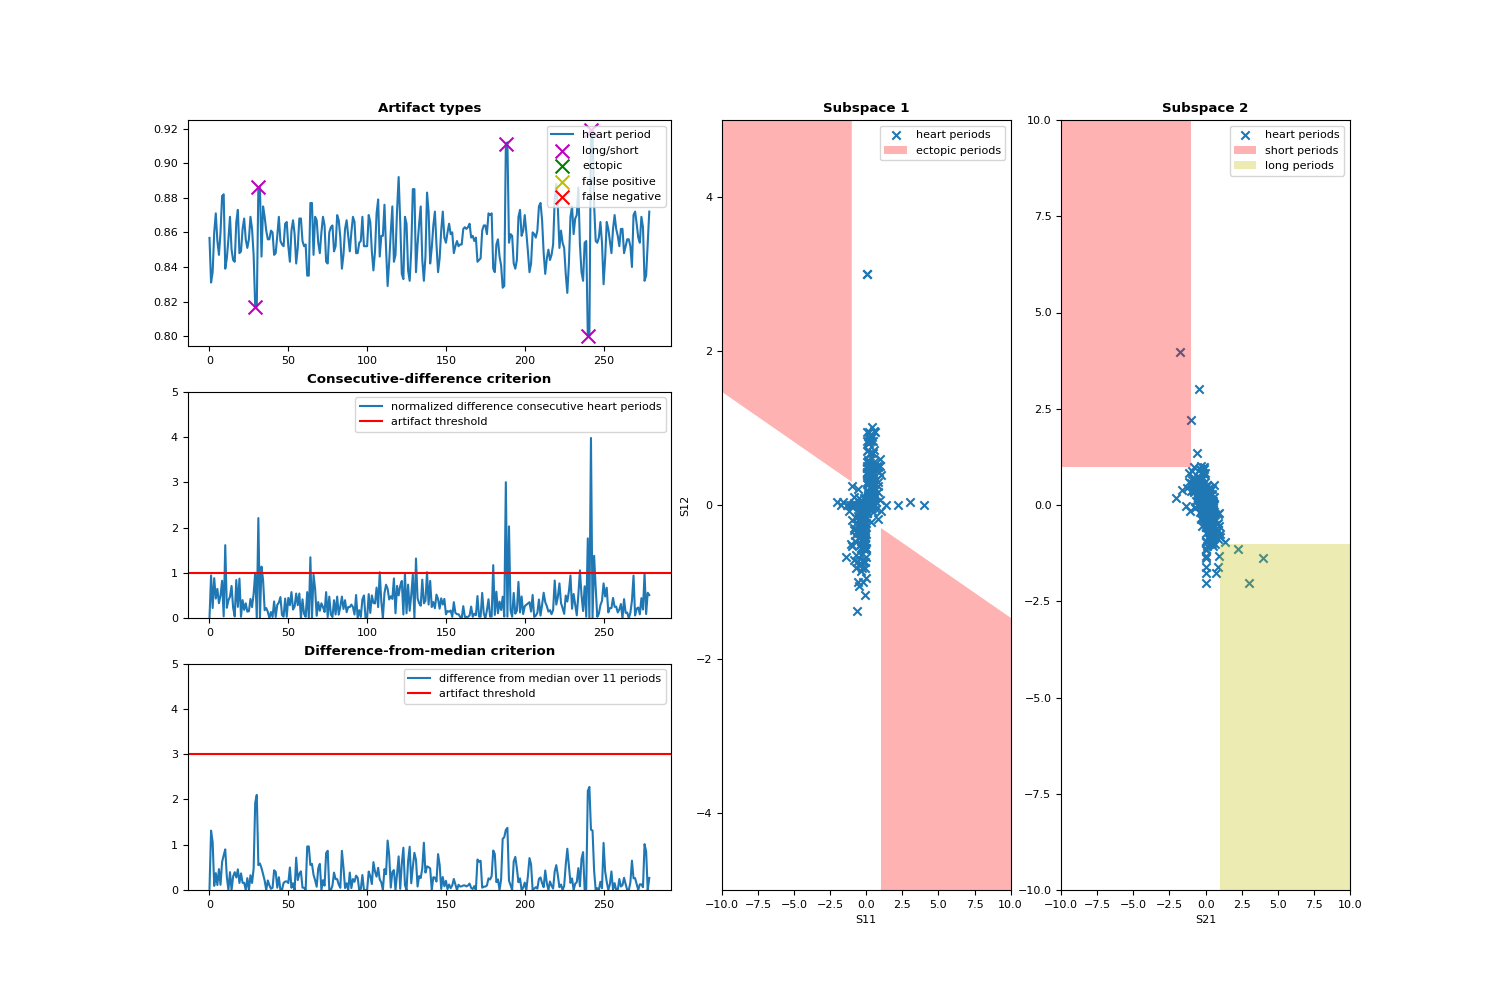 Artifact types
0.92
0.90
0.88
0.86
0.84
0.82
0.80
heart period
long/short
ectopic
false positive
false negative
0 50 100 150 200 250
Consecutive-difference criterion
5
4
3
2
1
0
normalized difference consecutive heart periods
artifact threshold
0 50 100 150 200 250
Difference-from-median criterion
5
4
3
2
1
0
difference from median over 11 periods
artifact threshold
0 50 100 150 200 250
Subspace 1
heart periods
ectopic periods
S12
4
2
0
−2
−4
−10.0 −7.5 −5.0 −2.5 0.0 2.5 5.0 7.5 10.0
S11
Subspace 2
heart periods
short periods
long periods
10.0
7.5
5.0
2.5
0.0
−2.5
−5.0
−7.5
−10.0
−10.0 −7.5 −5.0 −2.5 0.0 2.5 5.0 7.5 10.0
S21